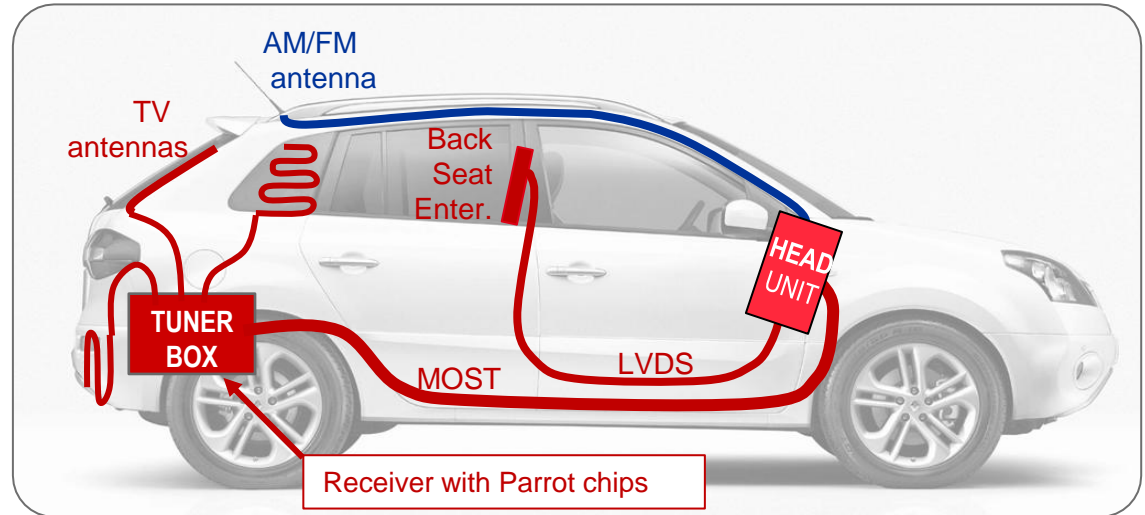 AM/FM
antenna
TV
antennas
Back
Seat
Enter.
HEAD
UNIT
TUNER
BOX
MOST
LVDS
Receiver with Parrot chips